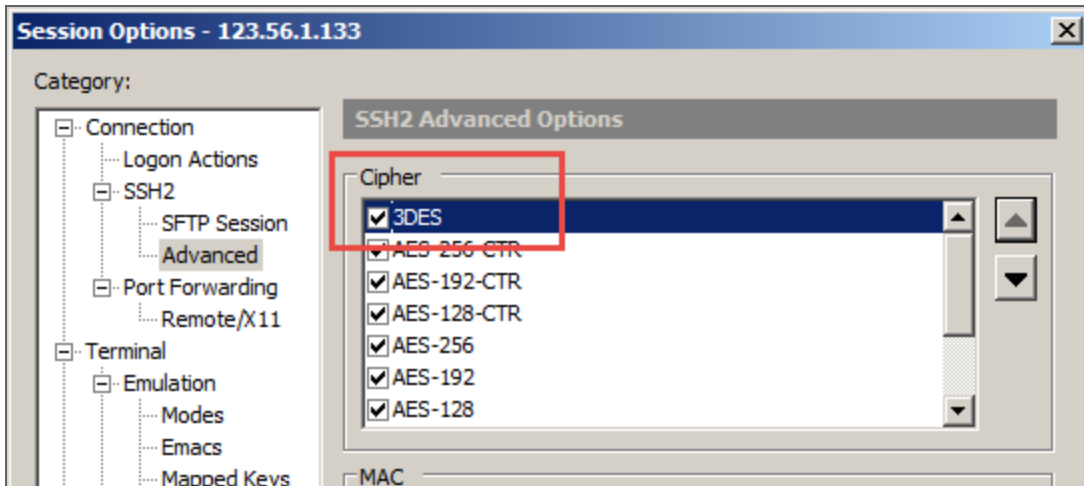 Session Options - 123.56.1.133
Category:
Connection
Logon Actions
SSH2
SFTP Session
Advanced
Port Forwarding
Remote/X11
Terminal
Emulation
Modes
Emacs
Mapped Keys
SSH2 Advanced Options
Cipher
3DES
AES-256-CTR
AES-192-CTR
AES-128-CTR
AES-256
AES-192
AES-128
MAC